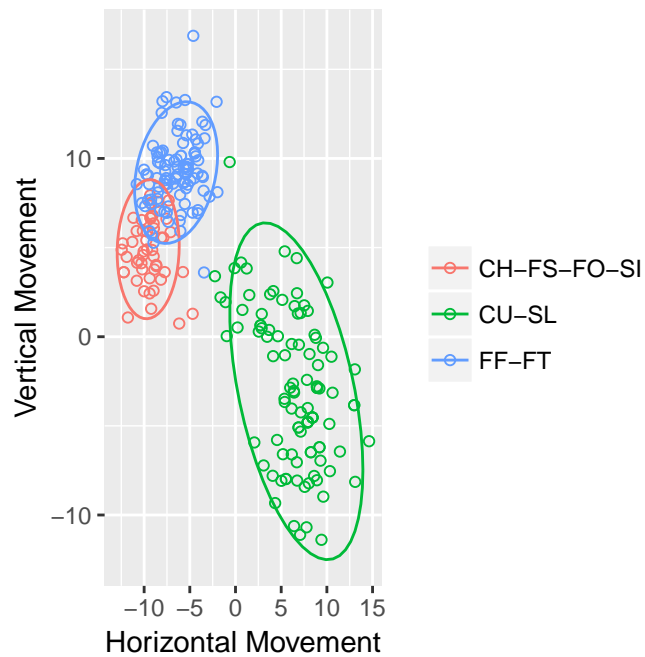 Vertical Movement
10
0
−10
−10 −5 0 5 10 15
Horizontal Movement
CH−FS−FO−SI
CU−SL
FF−FT